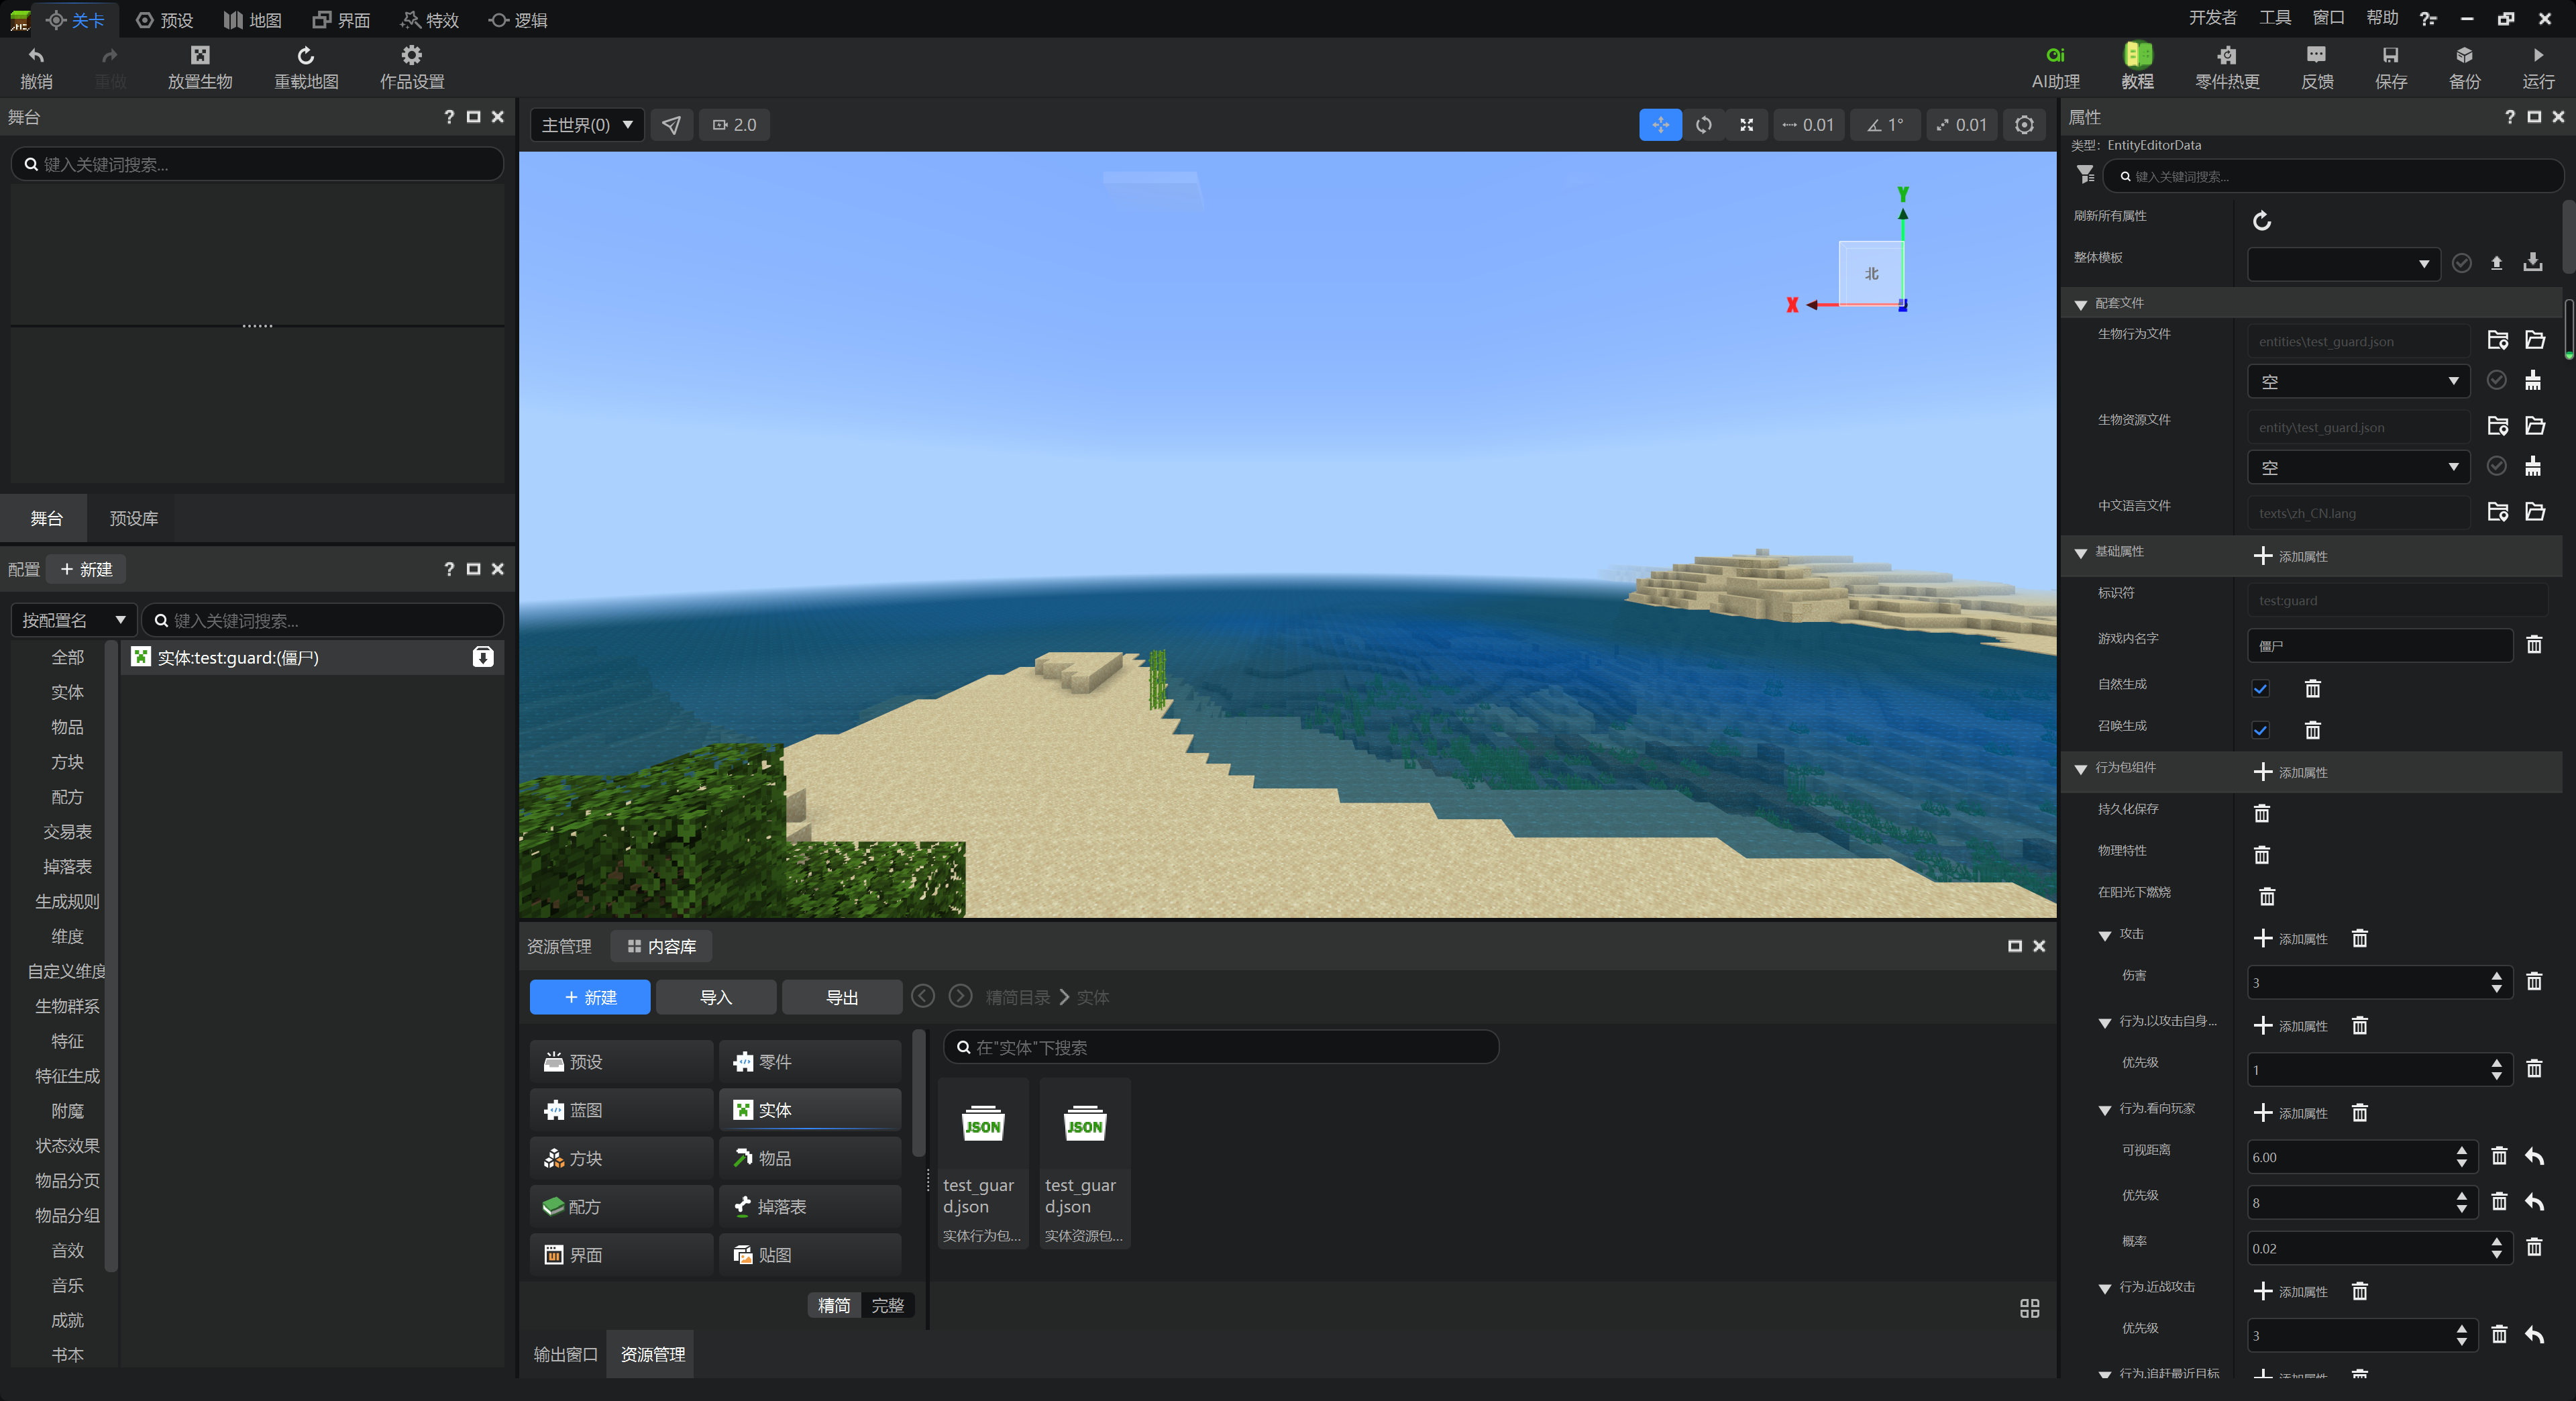 关卡
预设
地图
界面
特效
逻辑
开发者
工具
窗口
帮助
撤销
重做
放置生物
重载地图
作品设置
AI助理
教程
零件热更
反馈
保存
备份
运行
舞台
键入关键词搜索...
舞台
预设库
配置
新建
按配置名
键入关键词搜索...
全部
实体
物品
方块
配方
交易表
掉落表
生成规则
维度
自定义维度
生物群系
特征
特征生成
附魔
状态效果
物品分页
物品分组
音效
音乐
成就
书本
实体:test:guard:(僵尸)
主世界(0)
2.0
0.01
1°
0.01
Y
北
X
资源管理
内容库
新建
导入
导出
精简目录
实体
预设
零件
蓝图
实体
方块
物品
配方
掉落表
界面
贴图
精简
完整
在"实体"下搜索
JSON
test_guar
d.json
实体行为包...
JSON
test_guar
d.json
实体资源包...
输出窗口
资源管理
属性
类型: EntityEditorData
键入关键词搜索...
刷新所有属性
整体模板
配套文件
生物行为文件
entities\test_guard.json
空
生物资源文件
entity\test_guard.json
空
中文语言文件
texts\zh_CN.lang
基础属性
添加属性
标识符
test:guard
游戏内名字
僵尸
自然生成
召唤生成
行为包组件
添加属性
持久化保存
物理特性
在阳光下燃烧
攻击
添加属性
伤害
3
行为.以攻击自身...
添加属性
优先级
1
行为.看向玩家
添加属性
可视距离
6.00
优先级
8
概率
0.02
行为.近战攻击
添加属性
优先级
3
行为.追赶最近目标
添加属性